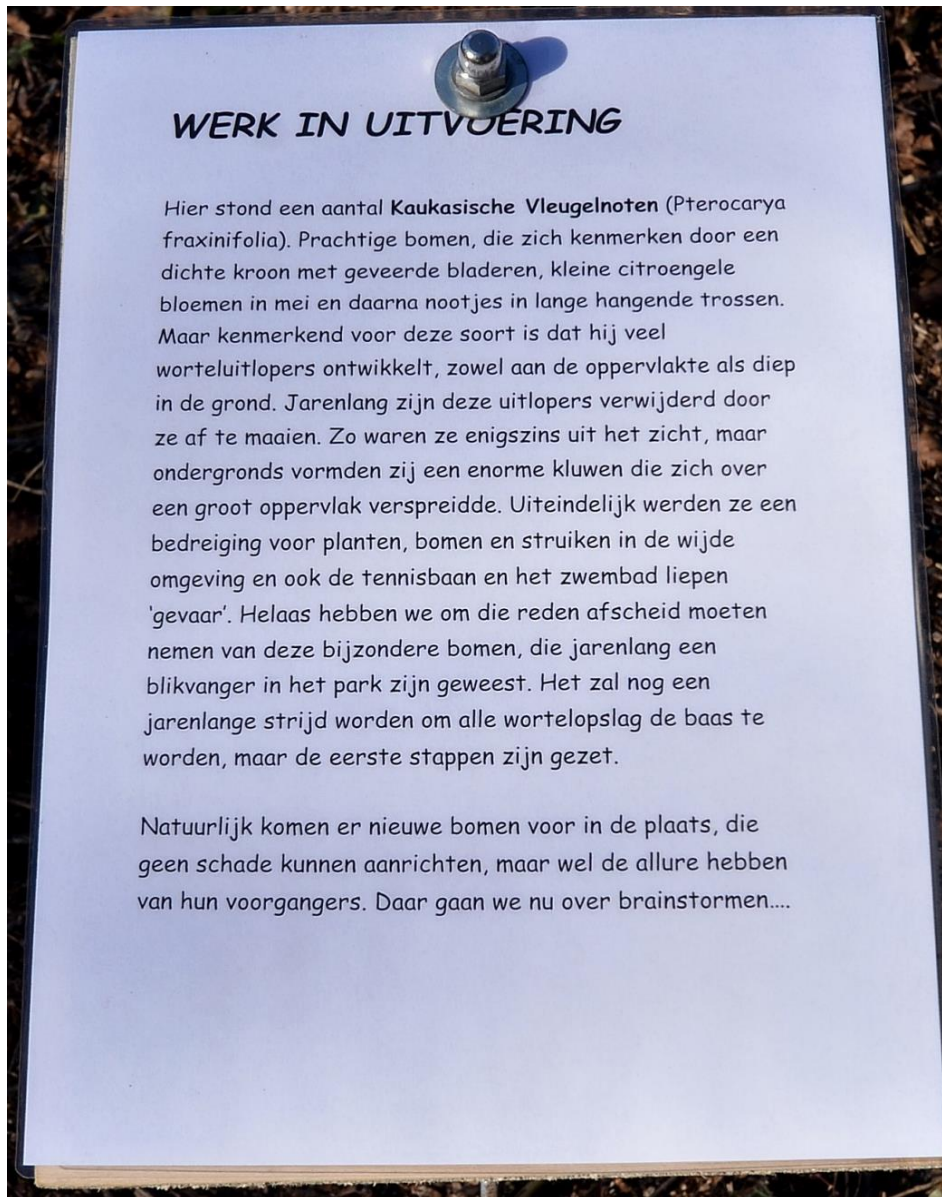 WERK IN UITVOERING
Hier stond een aantal Kaukasische Vleugelnoten (Pterocarya
fraxinifolia). Prachtige bomen, die zich kenmerken door een
dichte kroon met geveerde bladeren, kleine citroengele
bloemen in mei en daarna nootjes in lange hangende trossen.
Maar kenmerkend voor deze soort is dat hij veel
worteluitlopers ontwikkelt, zowel aan de oppervlakte als diep
in de grond. Jarenlang zijn deze uitlopers verwijderd door
ze af te maaien. Zo waren ze enigszins uit het zicht, maar
ondergronds vormden zij een enorme kluwen die zich over
een groot oppervlak verspreidde. Uiteindelijk werden ze een
bedreiging voor planten, bomen en struiken in de wijde
omgeving en ook de tennisbaan en het zwembad liepen
'gevaar'. Helaas hebben we om die reden afscheid moeten
nemen van deze bijzondere bomen, die jarenlang een
blikvanger in het park zijn geweest. Het zal nog een
jarenlange strijd worden om alle wortelopslag de baas te
worden, maar de eerste stappen zijn gezet.
Natuurlijk komen er nieuwe bomen voor in de plaats, die
geen schade kunnen aanrichten, maar wel de allure hebben
van hun voorgangers. Daar gaan we nu over brainstormen....